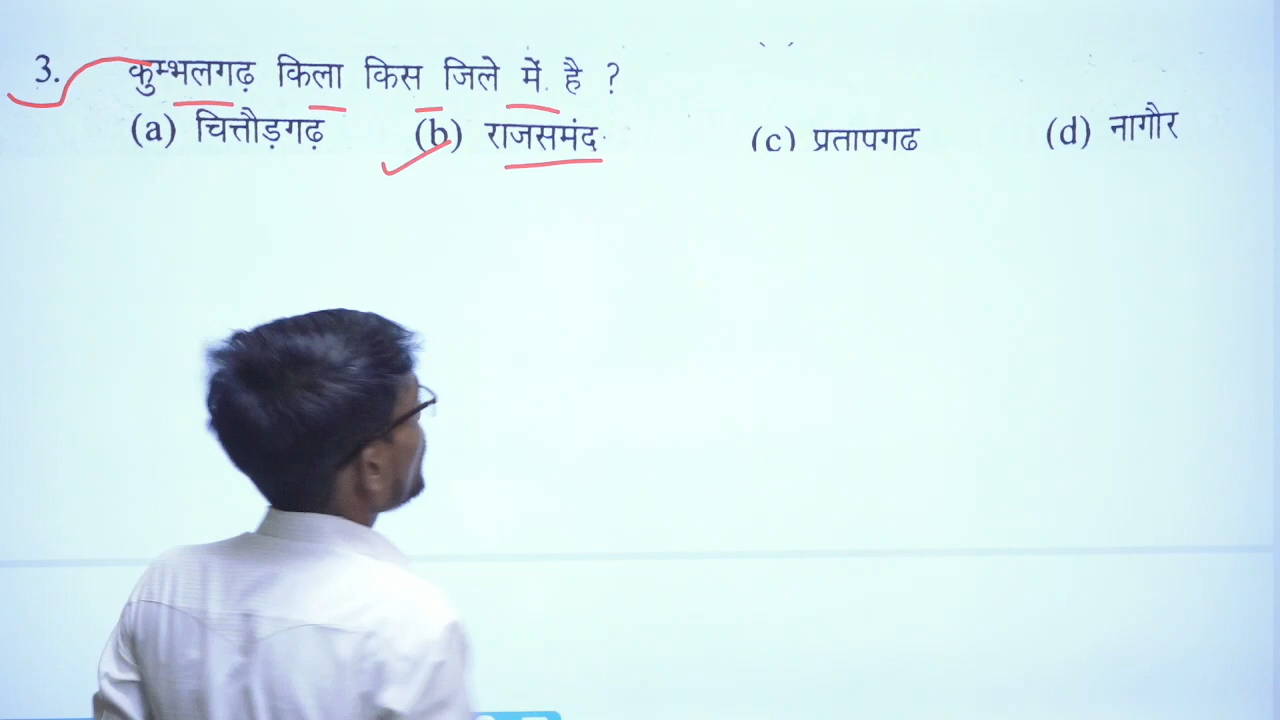 3. कुम्भलगढ़ किला किस जिले में है ?
(a) चित्तौड़गढ़ (b) राजसमंद (c) प्रतापगढ (d) नागौर